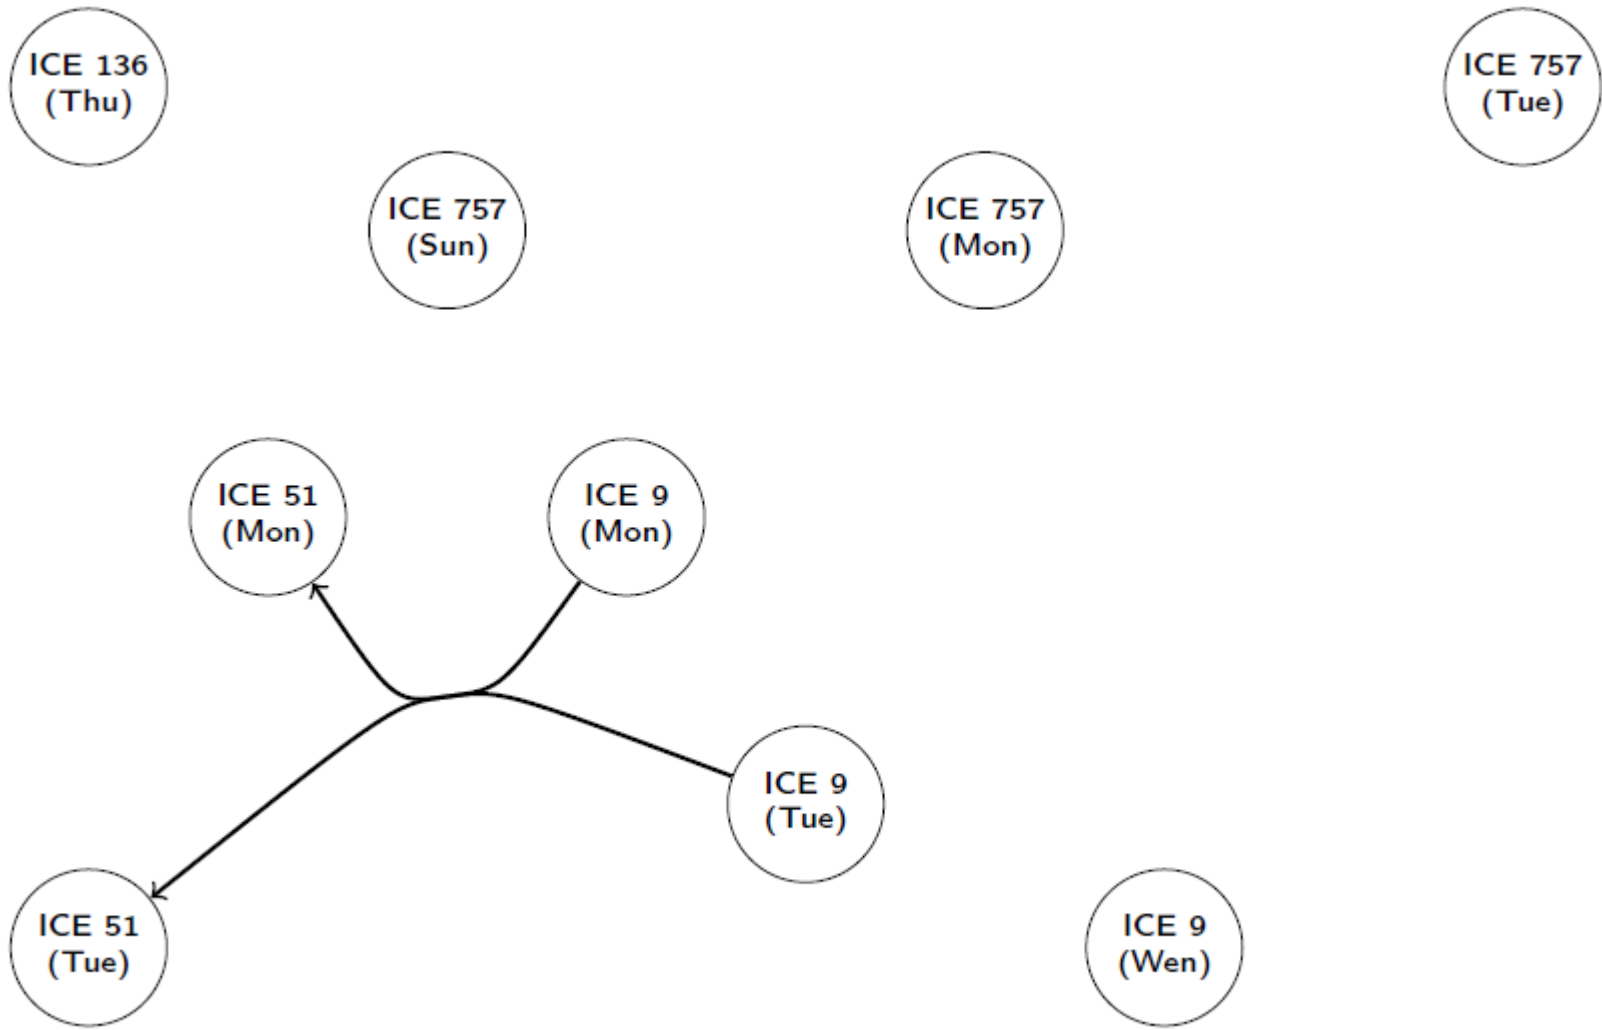 ICE 136
(Thu)
ICE 757
(Tue)
ICE 757
(Sun)
ICE 757
(Mon)
ICE 51
(Mon)
ICE 9
(Mon)
ICE 9
(Tue)
ICE 51
(Tue)
ICE 9
(Wen)